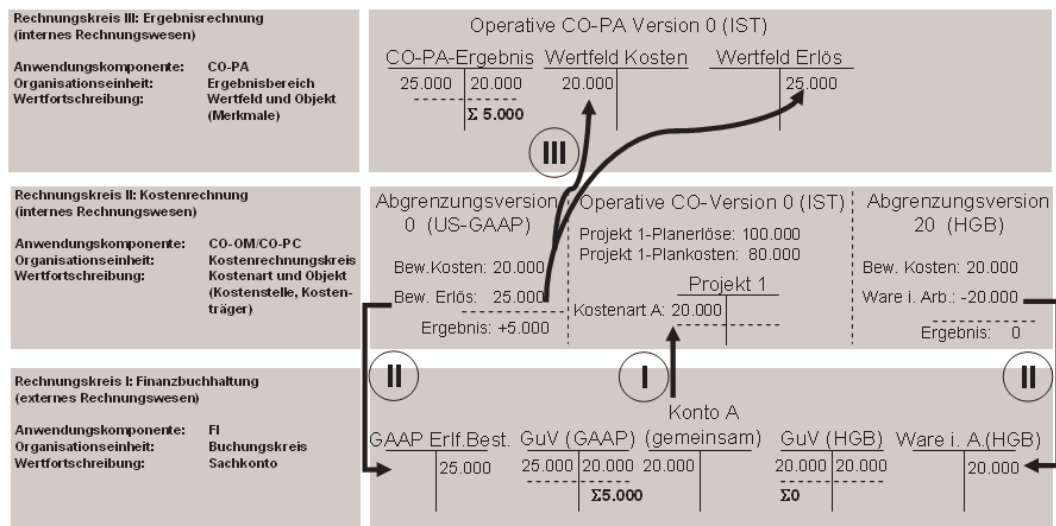 Rechnungskreis III: Ergebnisrechnung
(internes Rechnungswesen)
Anwendungskomponente: CO-PA
Organisationseinheit: Ergebnisbereich
Wertfortschreibung: Wertfeld und Objekt
(Merkmale)
Operative CO-PA Version 0 (IST)
CO-PA-Ergebnis Wertfeld Kosten Wertfeld Erlös
25.000 20.000 20.000 25.000
Σ 5.000
III
Rechnungskreis II: Kostenrechnung
(internes Rechnungswesen)
Anwendungskomponente: CO-OM/CO-PC
Organisationseinheit: Kostenrechnungskreis
Wertfortschreibung: Kostenart und Objekt
(Kostenstelle, Kosten-
träger)
Abgrenzungsversion
0 (US-GAAP)
Bew.Kosten: 20.000
Bew. Erlös: 25.000
Ergebnis: +5.000
Operative CO-Version 0 (IST)
Projekt 1-Planerlöse: 100.000
Projekt 1-Plankosten: 80.000
Projekt 1
Kostenart A: 20.000
Abgrenzungsversion
20 (HGB)
Bew. Kosten: 20.000
Ware i. Arb.: -20.000
Ergebnis: 0
II
I
II
Rechnungskreis I: Finanzbuchhaltung
(externes Rechnungswesen)
Anwendungskomponente: FI
Organisationseinheit: Buchungskreis
Wertfortschreibung: Sachkonto
GAAP Erlf.Best.
25.000
GuV (GAAP)
25.000 20.000
Σ5.000
Konto A
(gemeinsam)
20.000
GuV (HGB)
20.000 20.000
Σ0
Ware i. A.(HGB)
20.000